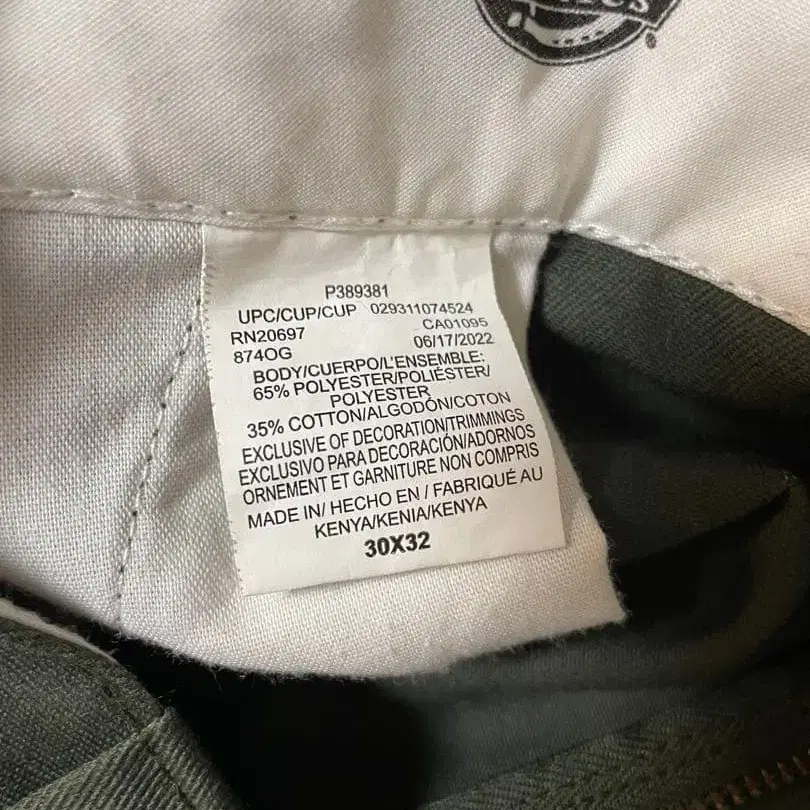 P389381
UPC/CUP/CUP 029311074524
RN20697 CA01095
874OG 06/17/2022
BODY/CUERPO/L'ENSEMBLE:
65% POLYESTER/POLIÉSTER/
POLYESTER
35% COTTON/ALGODÓN/COTON
EXCLUSIVE OF DECORATION/TRIMMINGS
EXCLUSIVO PARA DECORACIÓN/ADORNOS
ORNEMENT ET GARNITURE NON COMPRIS
MADE IN/ HECHO EN / FABRIQUÉ AU
KENYA/KENIA/KENYA
30X32